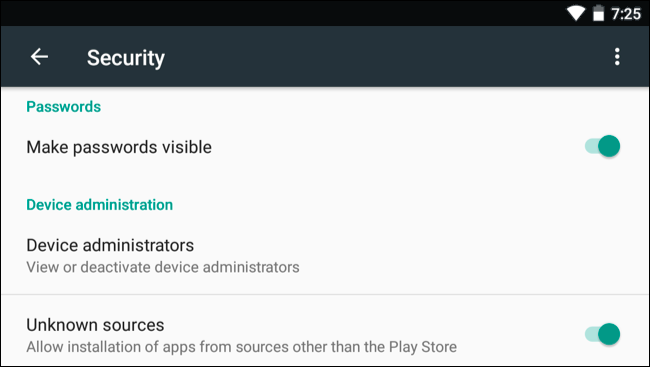 7:25
Security
Passwords
Make passwords visible
Device administration
Device administrators
View or deactivate device administrators
Unknown sources
Allow installation of apps from sources other than the Play Store